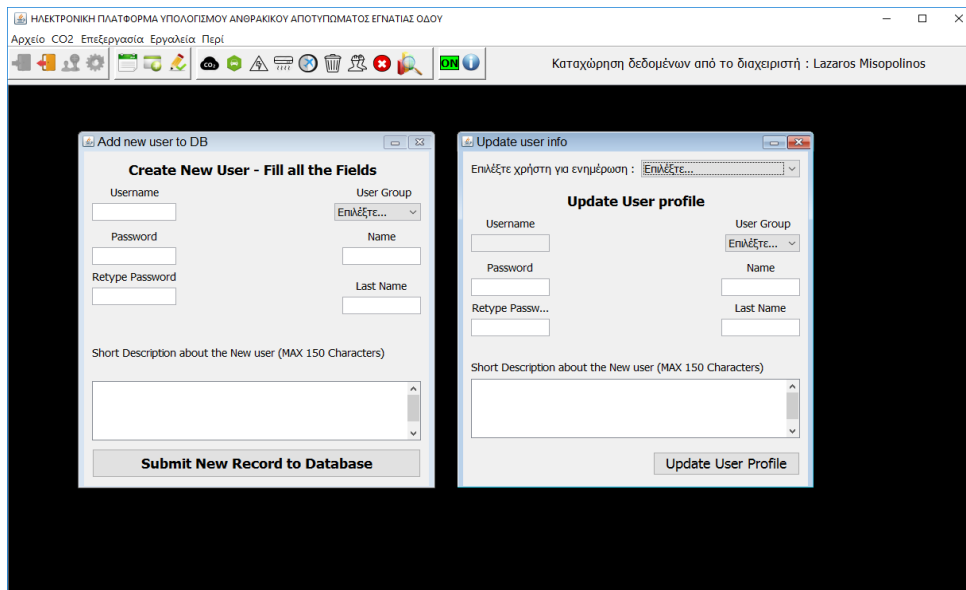 ΗΛΕΚΤΡΟΝΙΚΗ ΠΛΑΤΦΟΡΜΑ ΥΠΟΛΟΓΙΣΜΟΥ ΑΝΘΡΑΚΙΚΟΥ ΑΠΟΤΥΠΩΜΑΤΟΣ ΕΓΝΑΤΙΑΣ ΟΔΟΥ
Αρχείο CO2 Επεξεργασία Εργαλεία Περί
CO₂ ON Καταχώρηση δεδομένων από το διαχειριστή : Lazaros Misopolinos
Add new user to DB
Create New User - Fill all the Fields
Username User Group
Επιλέξτε...
Password Name
Retype Password
Last Name
Short Description about the New user (MAX 150 Characters)
Submit New Record to Database
Update user info
Επιλέξτε χρήστη για ενημέρωση : Επιλέξτε...
Update User profile
Username User Group
Επιλέξτε...
Password Name
Retype Passw... Last Name
Short Description about the New user (MAX 150 Characters)
Update User Profile